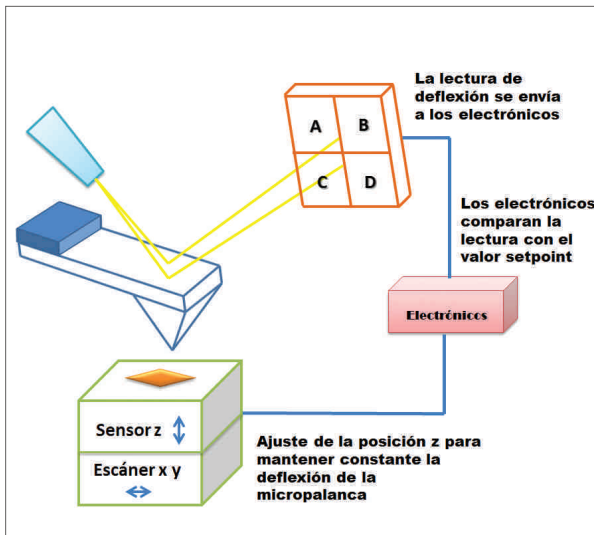 La lectura de
deflexión se envía
a los electrónicos
A
B
C
D
Los electrónicos
comparan la
lectura con el
valor setpoint
Electrónicos
Sensor z
Escáner x y
Ajuste de la posición z para
mantener constante la
deflexión de la
micropalanca